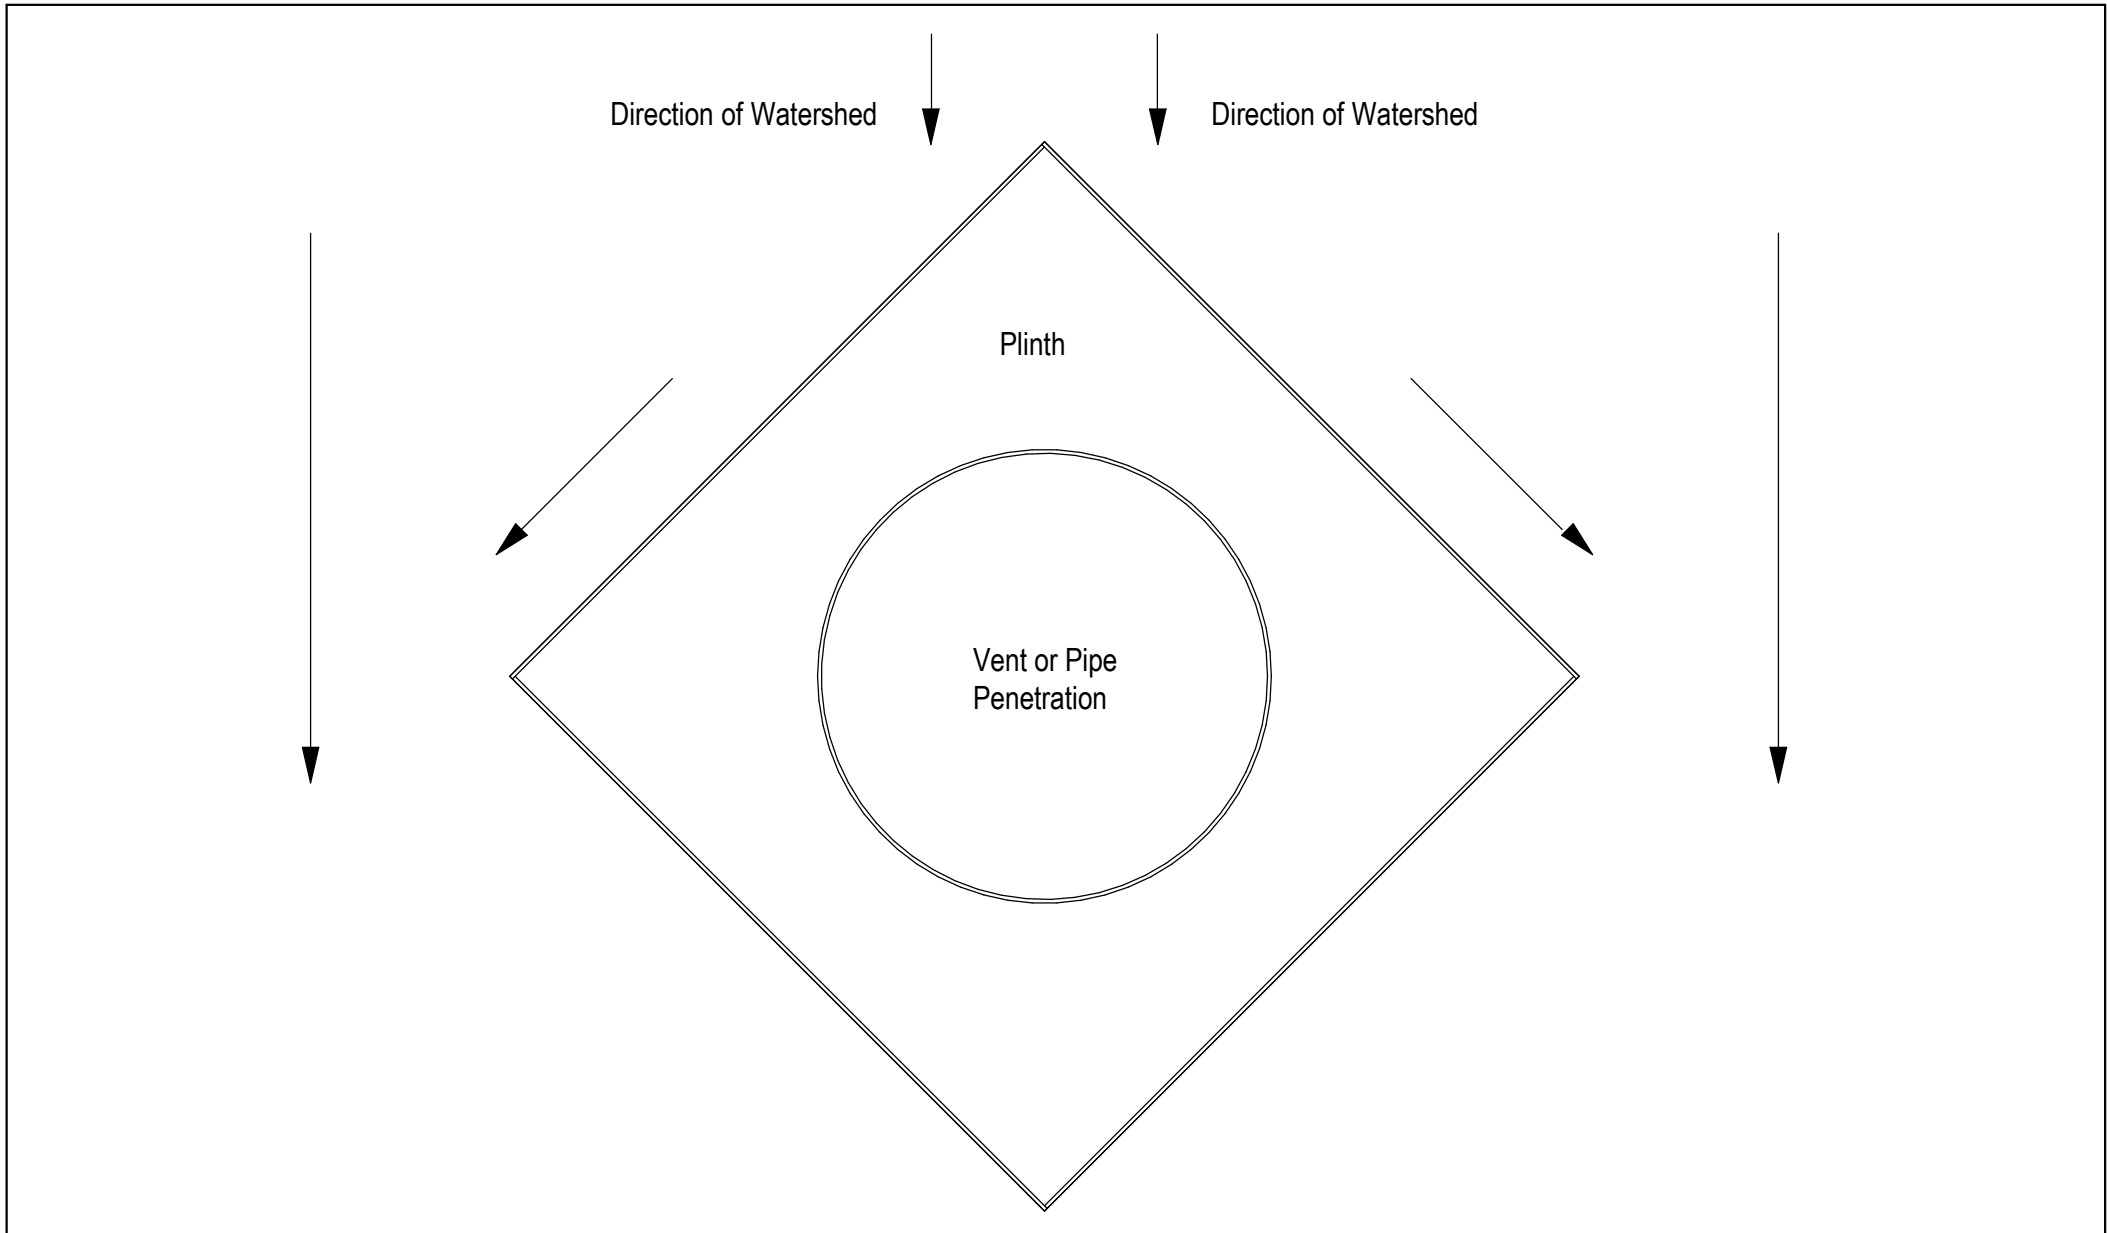 Direction of Watershed
Direction of Watershed
Plinth
Vent or Pipe
Penetration